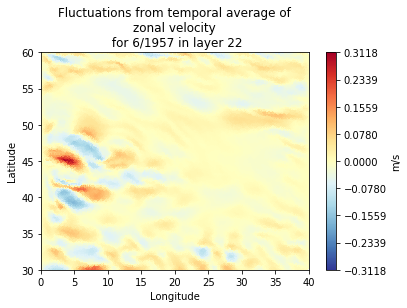 Fluctuations from temporal average of
zonal velocity
for 6/1957 in layer 22
60
55
50
45
40
35
30
Latitude
0 5 10 15 20 25 30 35 40
Longitude
0.3118
0.2339
0.1559
0.0780
0.0000
−0.0780
−0.1559
−0.2339
−0.3118
m/s